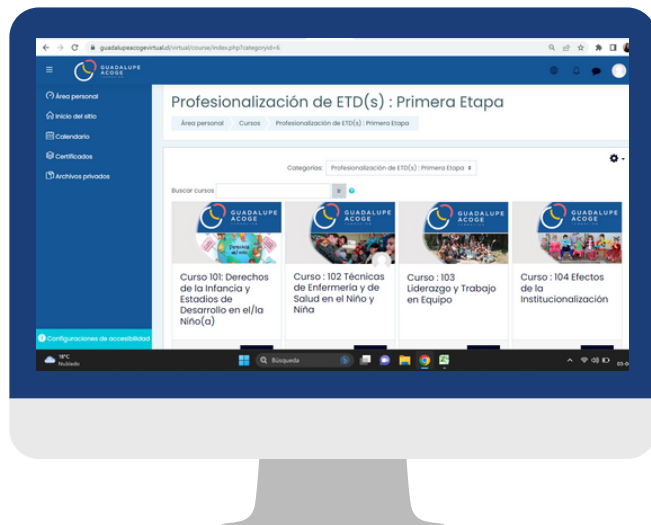 guadalupeacogevirtual.cl/virtual/course/index.php?categoryid=6
GUADALUPE
ACOGE
Área personal
Inicio del sitio
Calendario
Certificados
Archivos privados
Configuraciones de accesibilidad
Profesionalización de ETD(s) : Primera Etapa
Área personal Cursos Profesionalización de ETD(s) : Primera Etapa
Categorías: Profesionalización de ETD(s) : Primera Etapa
Buscar cursos
GUADALUPE
ACOGE
Curso 101: Derechos
de la Infancia y
Estadios de
Desarrollo en el/la
Niño(a)
GUADALUPE
ACOGE
Curso : 102 Técnicas
de Enfermería y de
Salud en el Niño y
Niña
GUADALUPE
ACOGE
Curso : 103
Liderazgo y Trabajo
en Equipo
GUADALUPE
ACOGE
Curso : 104 Efectos
de la
Institucionalización
18°C
Nublado
Búsqueda